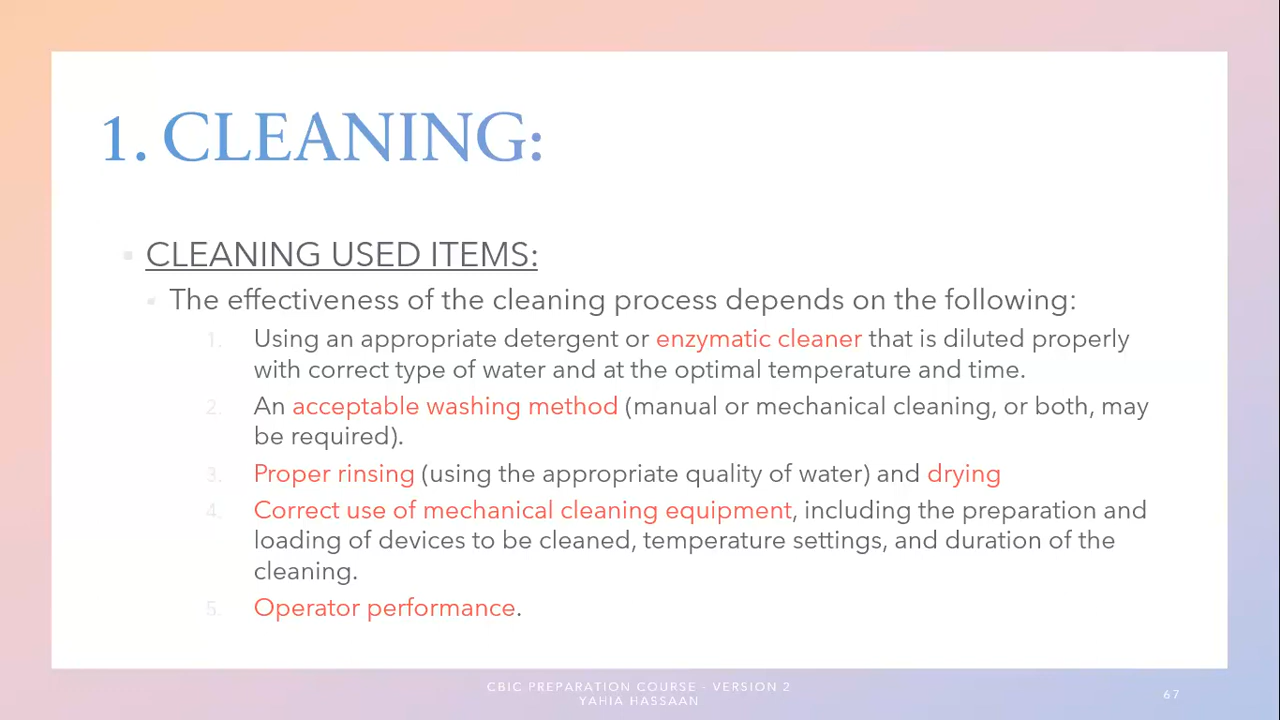 1. CLEANING:
CLEANING USED ITEMS:
The effectiveness of the cleaning process depends on the following:
1. Using an appropriate detergent or enzymatic cleaner that is diluted properly
with correct type of water and at the optimal temperature and time.
2. An acceptable washing method (manual or mechanical cleaning, or both, may
be required).
3. Proper rinsing (using the appropriate quality of water) and drying
4. Correct use of mechanical cleaning equipment, including the preparation and
loading of devices to be cleaned, temperature settings, and duration of the
cleaning.
5. Operator performance.
CBIC PREPARATION COURSE - VERSION 2
YAHIA HASSAAN
67